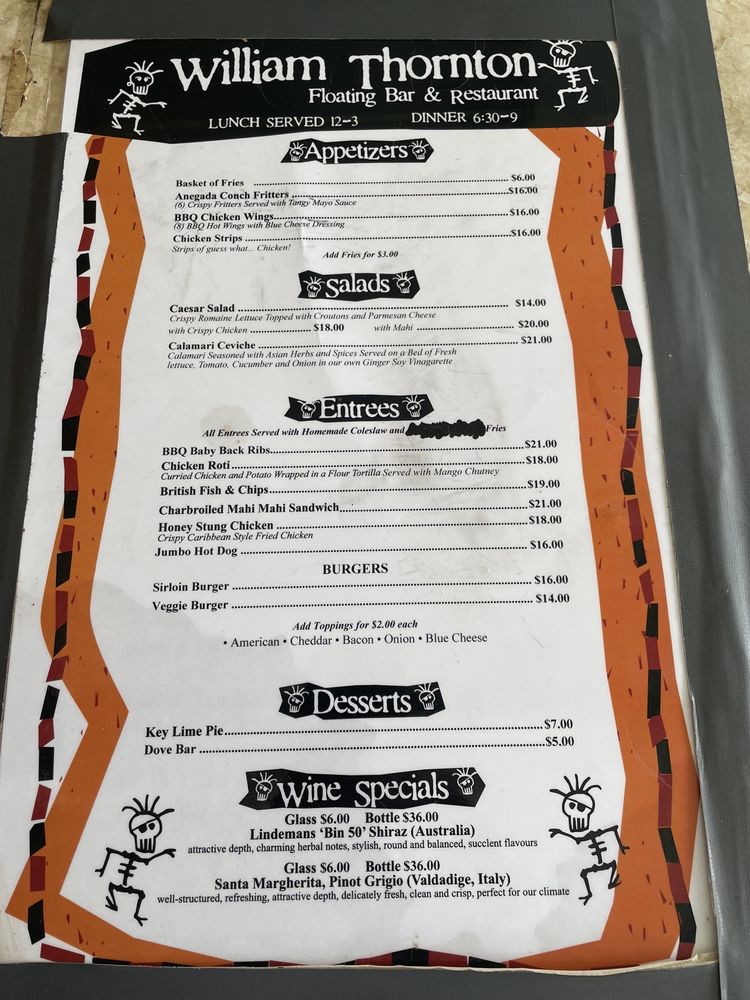 William Thornton
Floating Bar & Restaurant
LUNCH SERVED 12-3 DINNER 6:30-9
Appetizers
Basket of Fries ........ $6.00
Anegada Conch Fritters ........ $16.00
(6) Crispy Fritters Served with Tangy Mayo Sauce
BBQ Chicken Wings........ $16.00
(8) BBQ Hot Wings with Blue Cheese Dressing
Chicken Strips ........ $16.00
Strips of guess what... Chicken!
Add Fries for $3.00
Salads
Caesar Salad ........ $14.00
Crispy Romaine Lettuce Topped with Croutons and Parmesan Cheese
with Crispy Chicken ........ $18.00 with Mahi ........ $20.00
Calamari Ceviche ........ $21.00
Calamari Seasoned with Asian Herbs and Spices Served on a Bed of Fresh
lettuce, Tomato, Cucumber and Onion in our own Ginger Soy Vinagarette
Entrees
All Entrees Served with Homemade Coleslaw and Fries
BBQ Baby Back Ribs........ $21.00
Chicken Roti ........ $18.00
Curried Chicken and Potato Wrapped in a Flour Tortilla Served with Mango Chutney
British Fish & Chips........ $19.00
Charbroiled Mahi Mahi Sandwich........ $21.00
Honey Stung Chicken ........ $18.00
Crispy Caribbean Style Fried Chicken
Jumbo Hot Dog ........ $16.00
BURGERS
Sirloin Burger ........ $16.00
Veggie Burger ........ $14.00
Add Toppings for $2.00 each
• American • Cheddar • Bacon • Onion • Blue Cheese
Desserts
Key Lime Pie........ $7.00
Dove Bar ........ $5.00
Wine Specials
Glass $6.00 Bottle $36.00
Lindemans ‘Bin 50’ Shiraz (Australia)
attractive depth, charming herbal notes, stylish, round and balanced, succlent flavours
Glass $6.00 Bottle $36.00
Santa Margherita, Pinot Grigio (Valdadige, Italy)
well-structured, refreshing, attractive depth, delicately fresh, clean and crisp, perfect for our climate